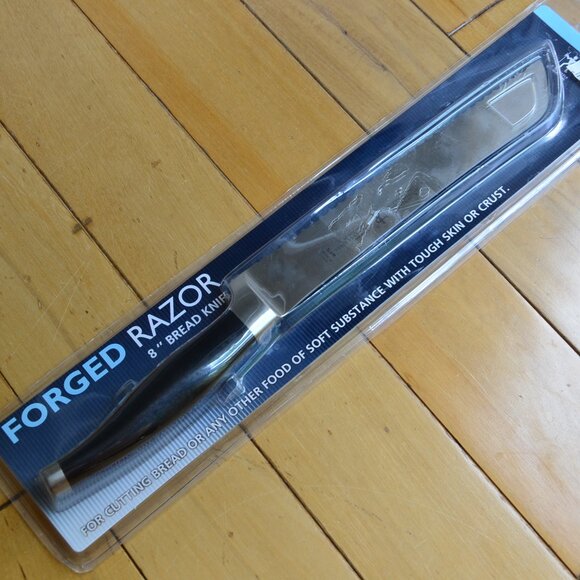 FORGED RAZOR
8" BREAD KNIFE
FOR CUTTING BREAD OR ANY OTHER FOOD OF SOFT SUBSTANCE WITH TOUGH SKIN OR CRUST.